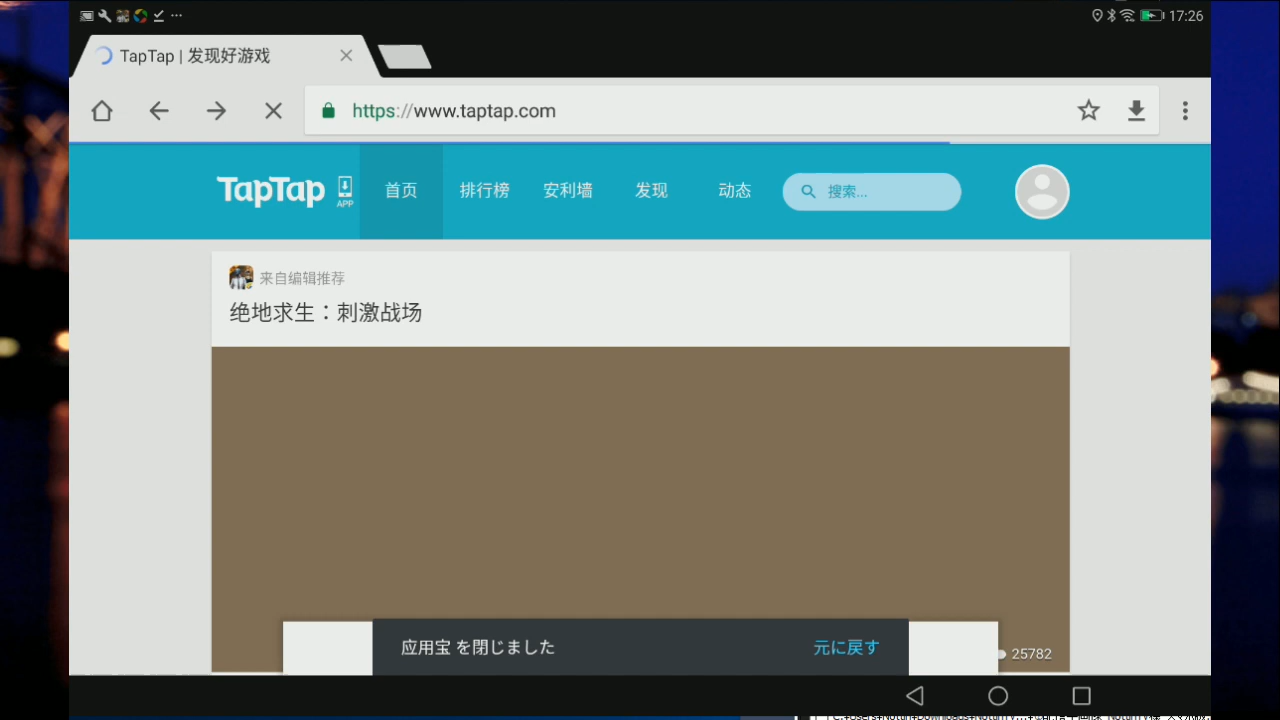 17:26
TapTap | 发现好游戏
https://www.taptap.com
TapTap APP 首页 排行榜 安利墙 发现 动态 搜索...
来自编辑推荐
绝地求生：刺激战场
应用宝 を閉じました 元に戻す
25782